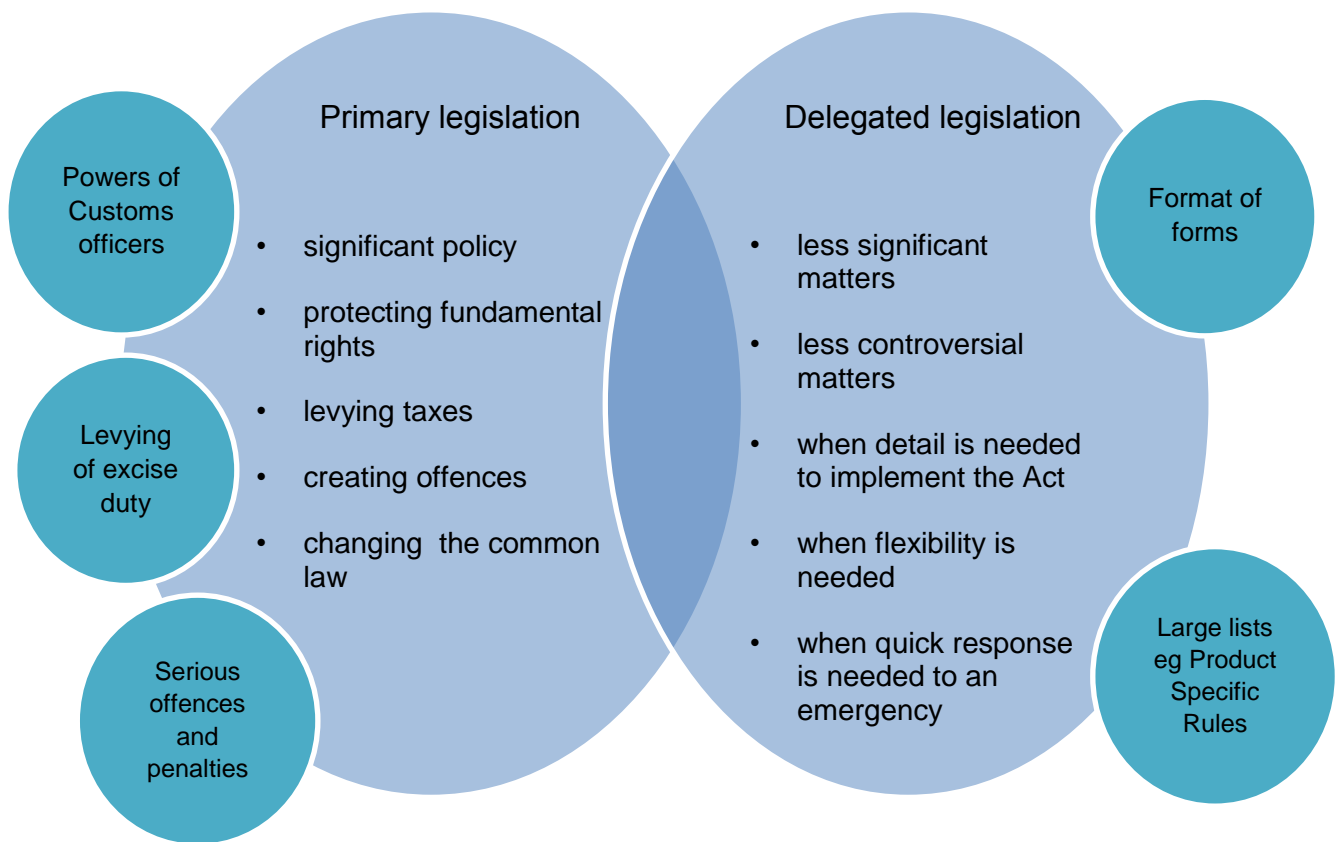 Primary legislation
• significant policy
• protecting fundamental
rights
• levying taxes
• creating offences
• changing the common
law
Powers of
Customs
officers
Levying
of excise
duty
Serious
offences
and
penalties
Delegated legislation
• less significant
matters
• less controversial
matters
• when detail is needed
to implement the Act
• when flexibility is
needed
• when quick response
is needed to an
emergency
Format of
forms
Large lists
eg Product
Specific
Rules